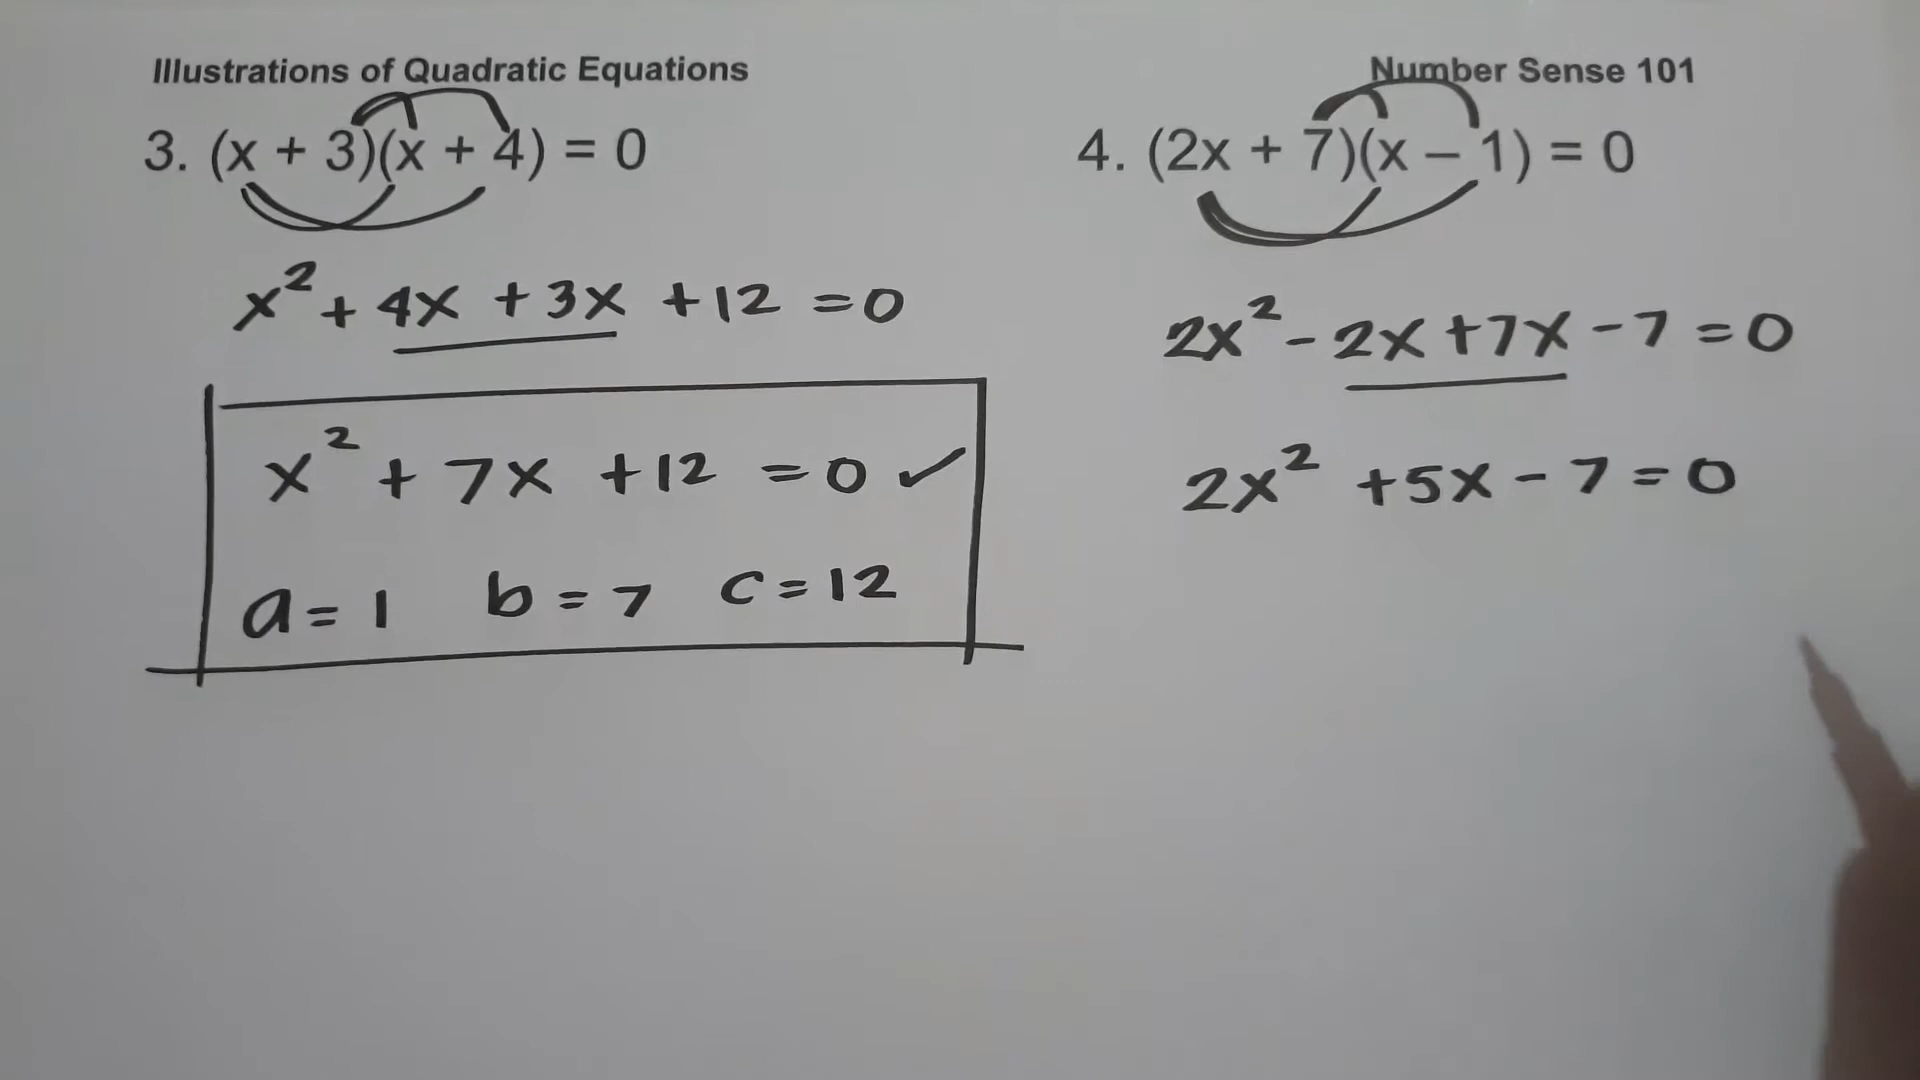 Illustrations of Quadratic Equations
Number Sense 101
3. (x + 3)(x + 4) = 0
x² + 4x + 3x + 12 = 0
x² + 7x + 12 = 0 ✓
a = 1 b = 7 c = 12
4. (2x + 7)(x – 1) = 0
2x² - 2x + 7x - 7 = 0
2x² + 5x - 7 = 0